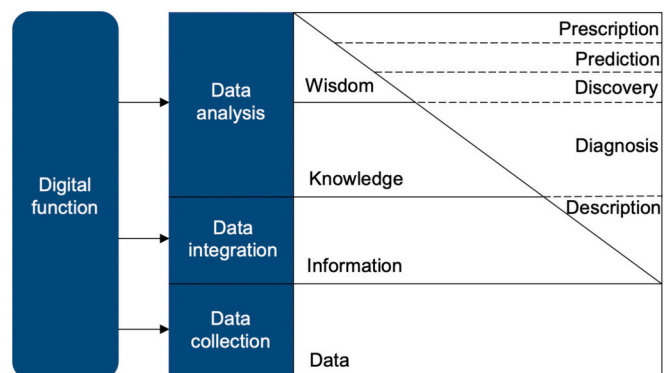 Digital
function
Data
analysis
Data
integration
Data
collection
Wisdom
Knowledge
Information
Data
Prescription
Prediction
Discovery
Diagnosis
Description